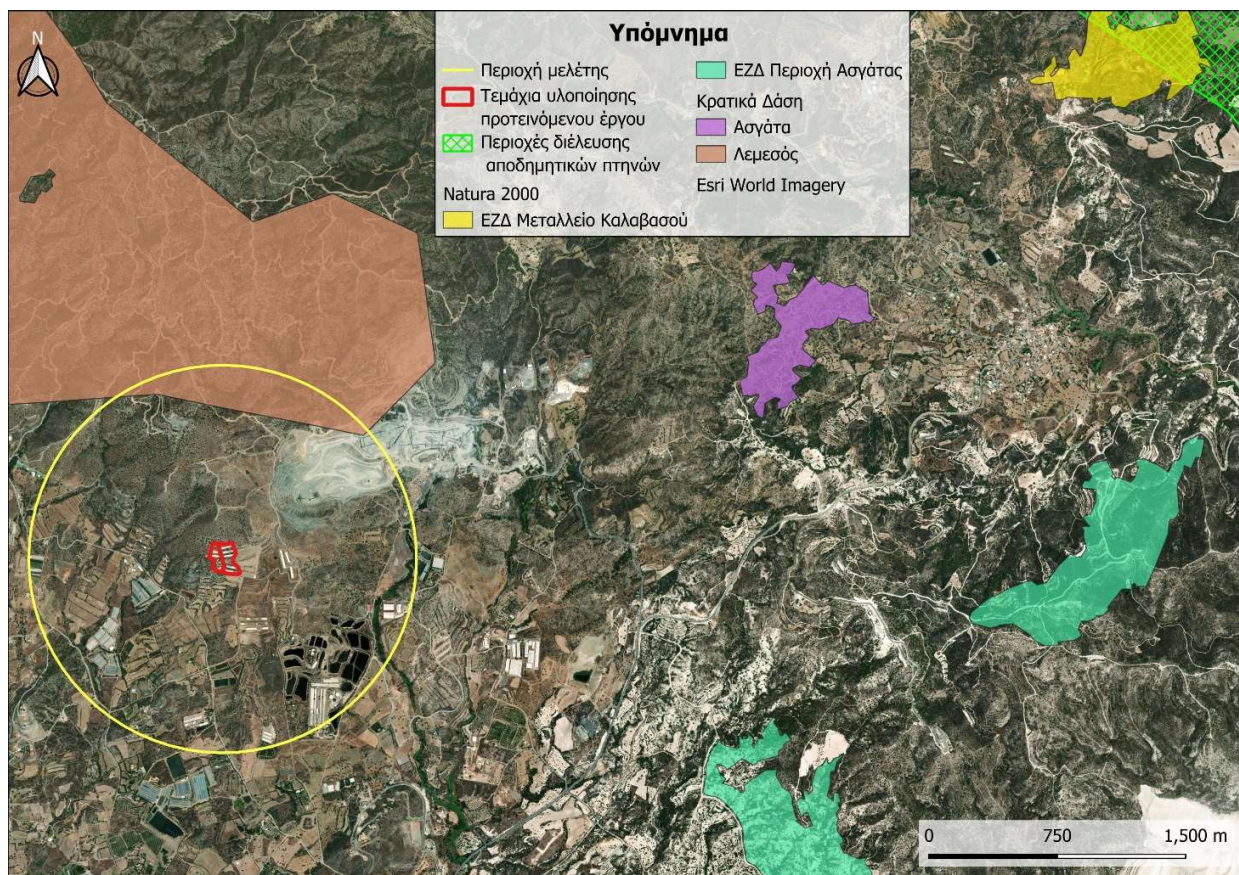 N
Υπόμνημα
Περιοχή μελέτης
Τεμάχια υλοποίησης
προτεινόμενου έργου
Περιοχές διέλευσης
αποδημητικών πτηνών
Natura 2000
ΕΖΔ Μεταλλείο Καλαβασού
ΕΖΔ Περιοχή Ασγάτας
Κρατικά Δάση
Ασγάτα
Λεμεσός
Esri World Imagery
0 750 1,500 m